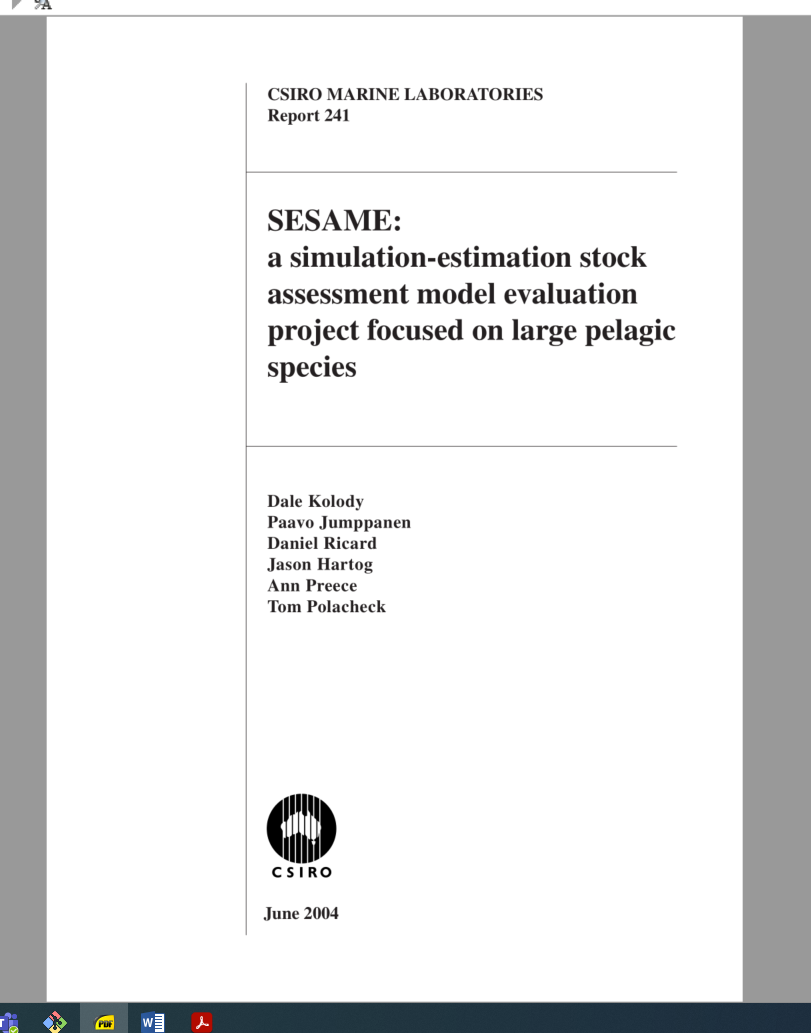 CSIRO MARINE LABORATORIES
Report 241
SESAME:
a simulation-estimation stock
assessment model evaluation
project focused on large pelagic
species
Dale Kolody
Paavo Jumppanen
Daniel Ricard
Jason Hartog
Ann Preece
Tom Polacheck
CSIRO
June 2004
PDF
W